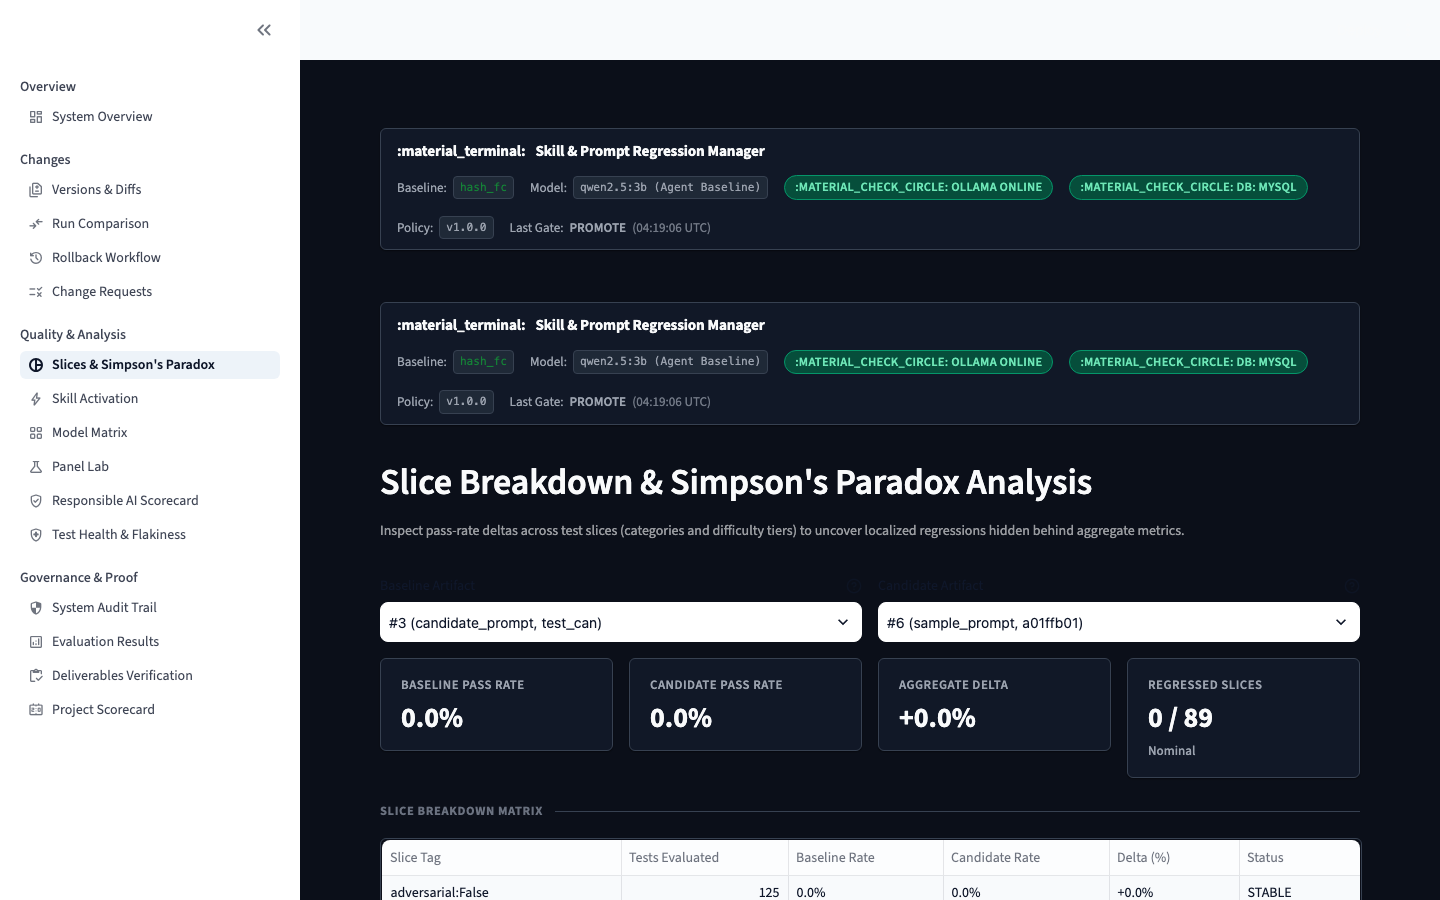 Overview
System Overview
Changes
Versions & Diffs
Run Comparison
Rollback Workflow
Change Requests
Quality & Analysis
Slices & Simpson's Paradox
Skill Activation
Model Matrix
Panel Lab
Responsible AI Scorecard
Test Health & Flakiness
Governance & Proof
System Audit Trail
Evaluation Results
Deliverables Verification
Project Scorecard
:material_terminal: Skill & Prompt Regression Manager
Baseline: hash_fc Model: qwen2.5:3b (Agent Baseline) :MATERIAL_CHECK_CIRCLE: OLLAMA ONLINE :MATERIAL_CHECK_CIRCLE: DB: MYSQL
Policy: v1.0.0 Last Gate: PROMOTE (04:19:06 UTC)
:material_terminal: Skill & Prompt Regression Manager
Baseline: hash_fc Model: qwen2.5:3b (Agent Baseline) :MATERIAL_CHECK_CIRCLE: OLLAMA ONLINE :MATERIAL_CHECK_CIRCLE: DB: MYSQL
Policy: v1.0.0 Last Gate: PROMOTE (04:19:06 UTC)
Slice Breakdown & Simpson's Paradox Analysis
Inspect pass-rate deltas across test slices (categories and difficulty tiers) to uncover localized regressions hidden behind aggregate metrics.
Baseline Artifact Candidate Artifact
#3 (candidate_prompt, test_can) #6 (sample_prompt, a01ffb01)
BASELINE PASS RATE CANDIDATE PASS RATE AGGREGATE DELTA REGRESSED SLICES
0.0% 0.0% +0.0% 0 / 89
Nominal
SLICE BREAKDOWN MATRIX
Slice Tag Tests Evaluated Baseline Rate Candidate Rate Delta (%) Status
adversarial:False 125 0.0% 0.0% +0.0% STABLE